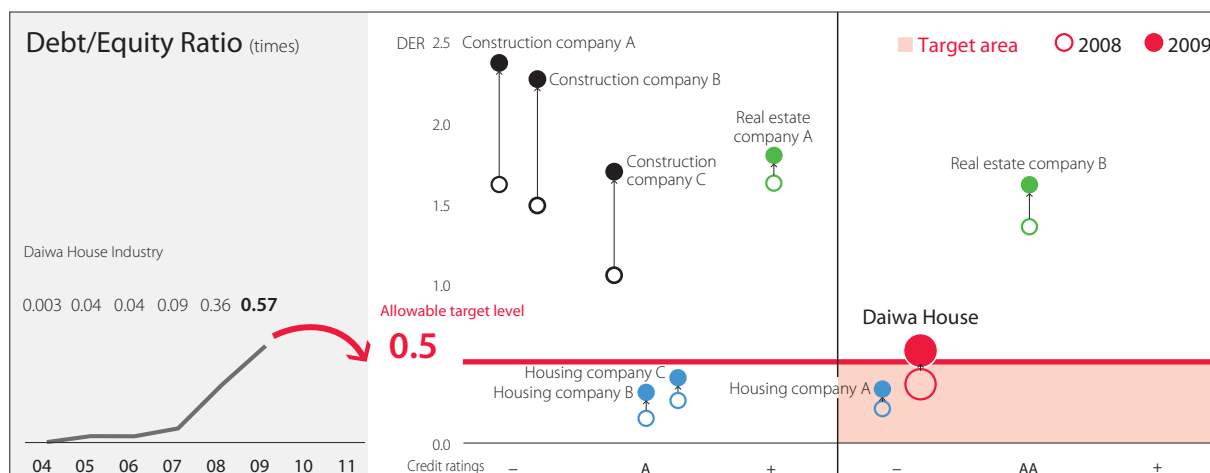 Debt/Equity Ratio (times)
Daiwa House Industry
0.003 0.04 0.04 0.09 0.36 0.57
04 05 06 07 08 09 10 11
DER 2.5
2.0
1.5
1.0
0.0
Allowable target level
0.5
Construction company A
Construction company B
Construction
company C
Real estate
company A
Housing company C
Housing company B
Target area 2008 2009
Real estate company B
Daiwa House
Housing company A
Credit ratings – A + – AA +